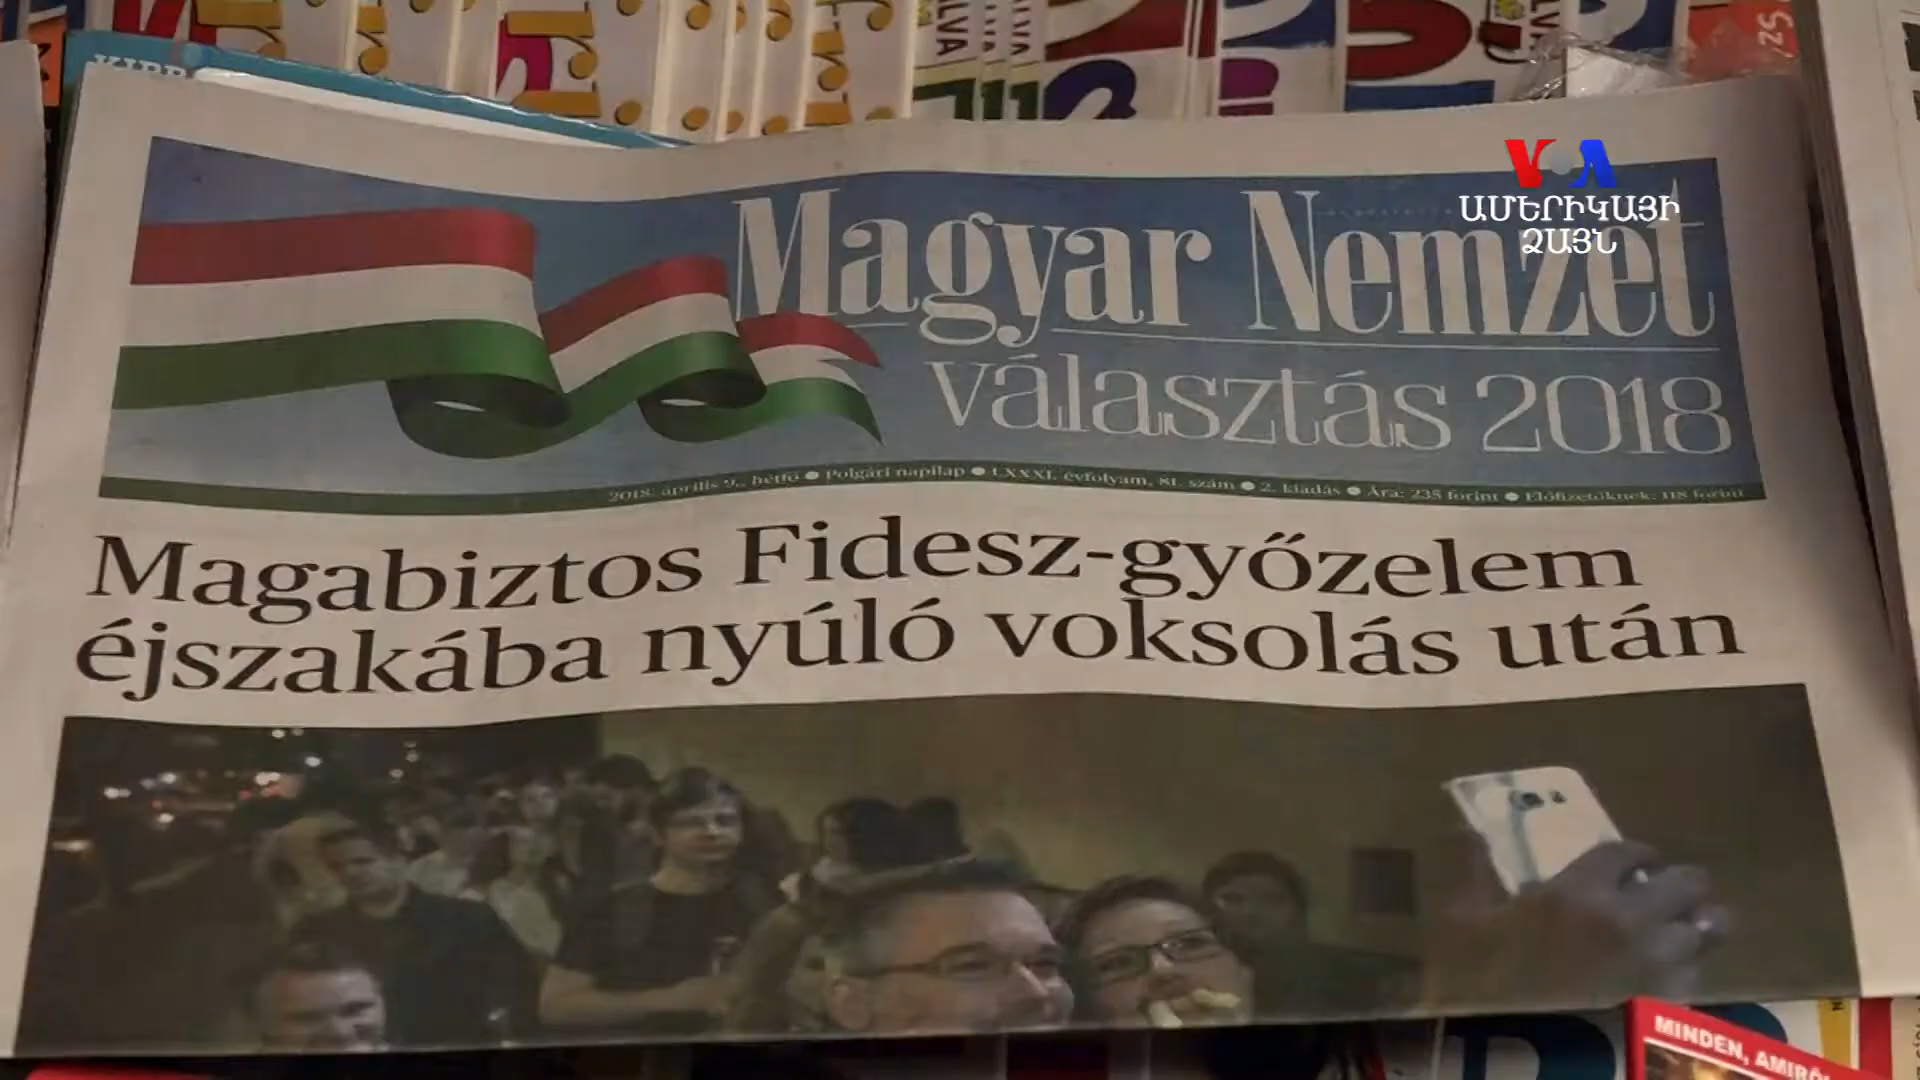 VOA
ԱՄԵՐԻԿԱՅԻ
ՁԱՅՆ
Magyar Nemzet
választás 2018
2018. április 9., hétfő ● Polgári napilap ● LXXXI. évfolyam, 81. szám ● 2. kiadás ● Ára: 235 forint ● Előfizetőknek: 118 forint
Magabiztos Fidesz-győzelem
éjszakába nyúló voksolás után
MINDEN, AMIRŐL